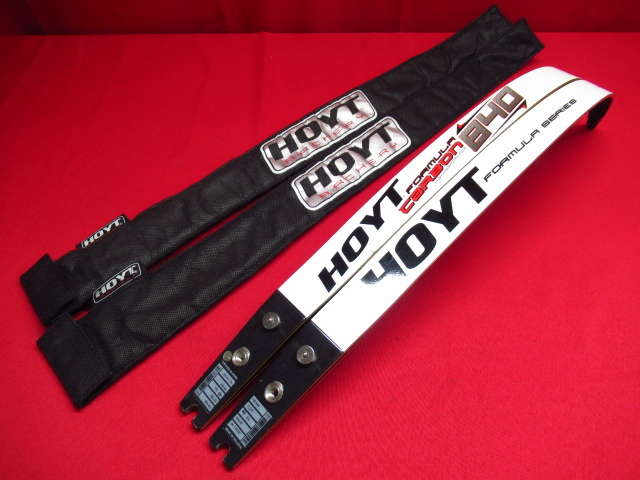 HOYT
ARCHERY
HOYT
ARCHERY
HOYT
HOYT
HOYT FORMULA CARBON 840
HOYT FORMULA SERIES